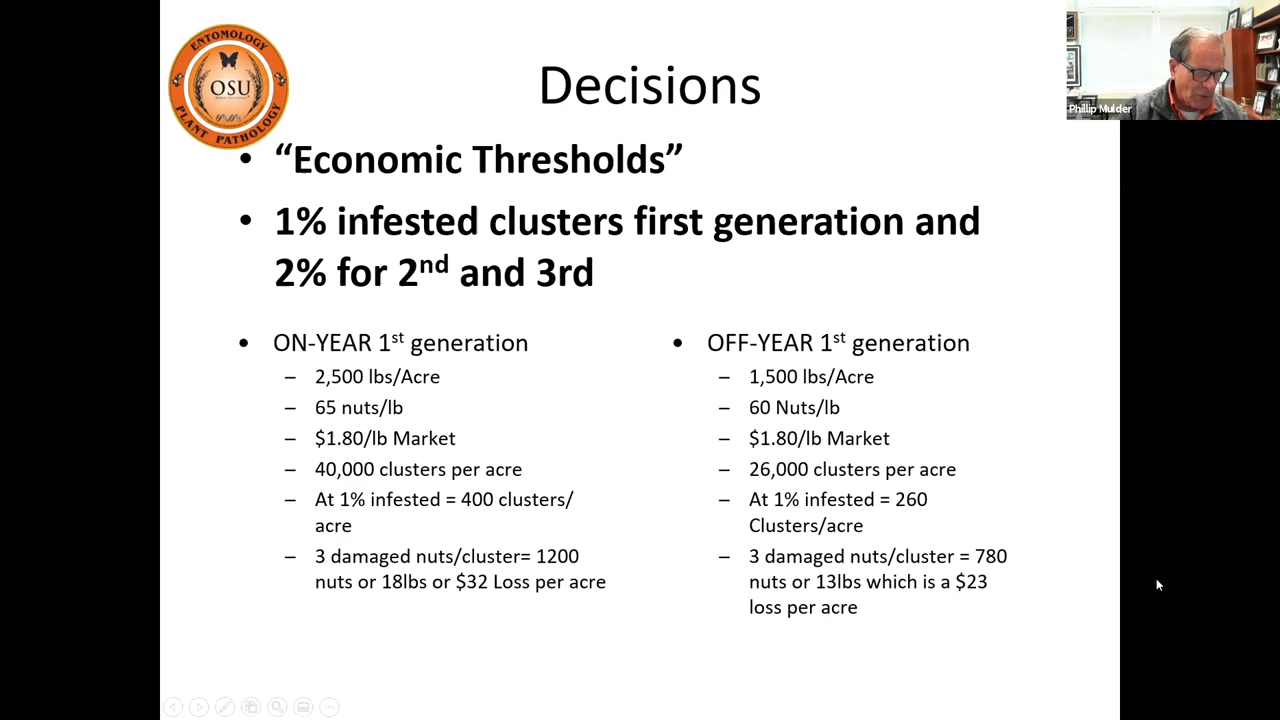 ENTOMOLOGY
OSU
PLANT PATHOLOGY
Phillip Mulder
Decisions
• “Economic Thresholds”
• 1% infested clusters first generation and
2% for 2nd and 3rd
• ON-YEAR 1st generation
– 2,500 lbs/Acre
– 65 nuts/lb
– $1.80/lb Market
– 40,000 clusters per acre
– At 1% infested = 400 clusters/
acre
– 3 damaged nuts/cluster= 1200
nuts or 18lbs or $32 Loss per acre
• OFF-YEAR 1st generation
– 1,500 lbs/Acre
– 60 Nuts/lb
– $1.80/lb Market
– 26,000 clusters per acre
– At 1% infested = 260
Clusters/acre
– 3 damaged nuts/cluster = 780
nuts or 13lbs which is a $23
loss per acre